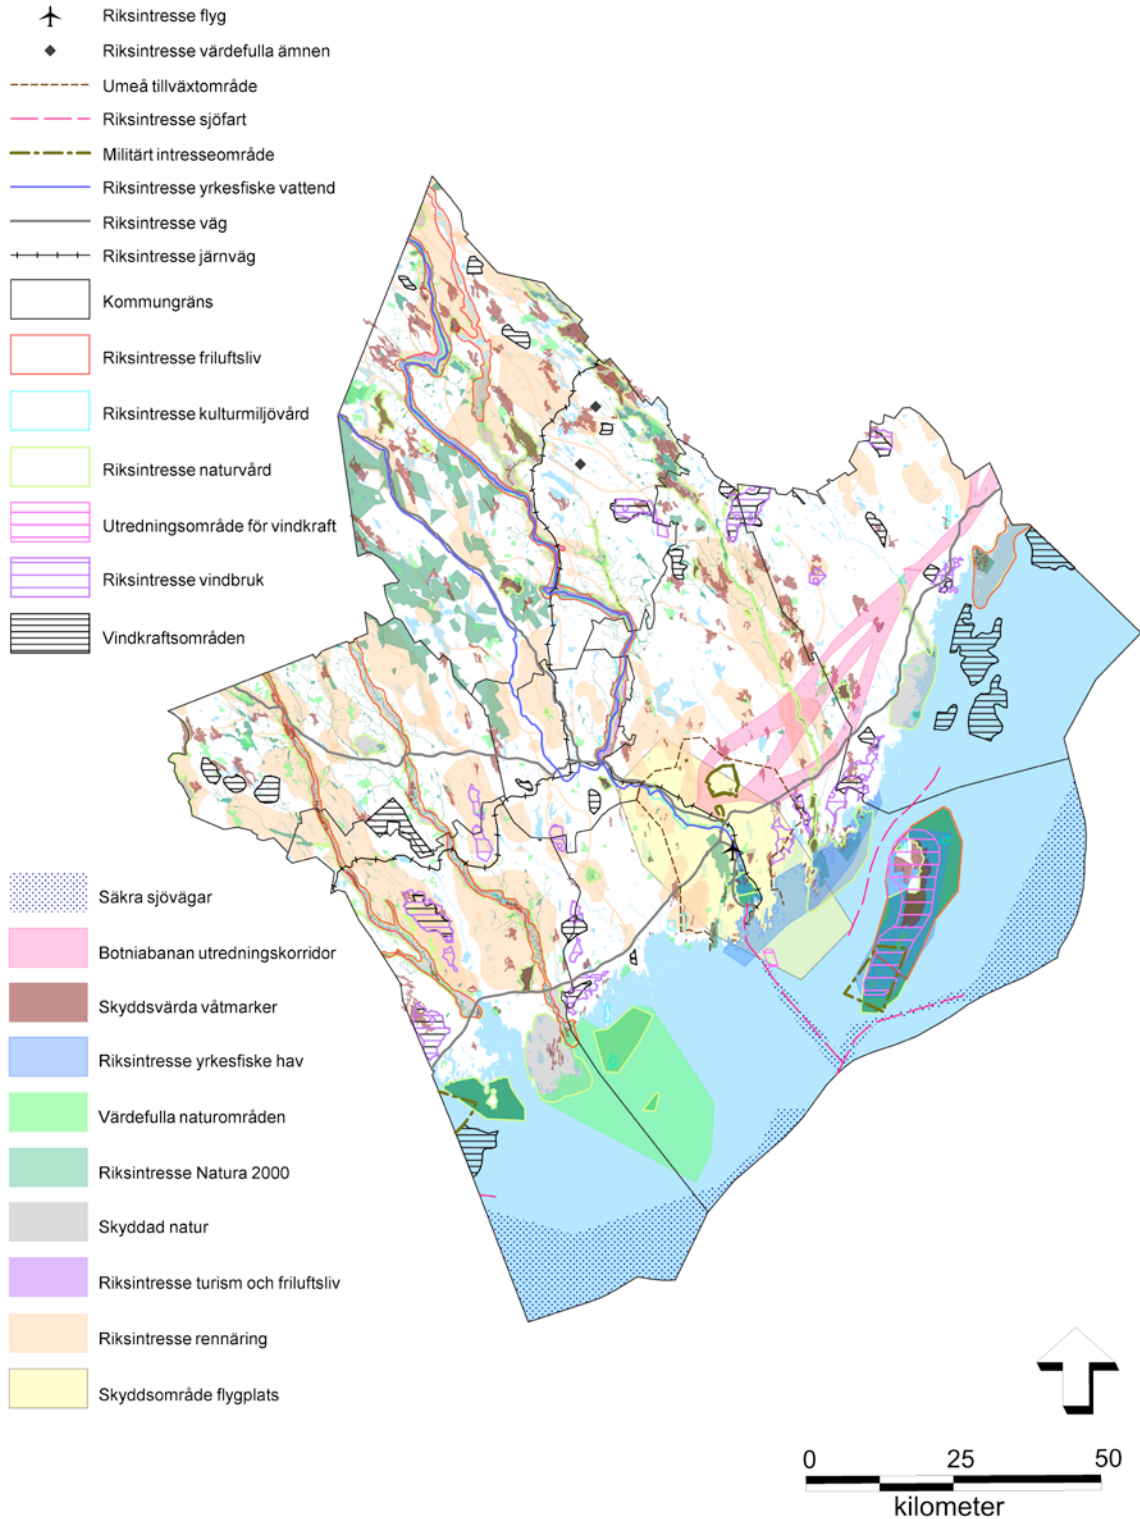 Riksintresse flyg
Riksintresse värdefulla ämnen
Umeå tillväxtområde
Riksintresse sjöfart
Militärt intresseområde
Riksintresse yrkesfiske vattend
Riksintresse väg
Riksintresse järnväg
Kommungräns
Riksintresse friluftsliv
Riksintresse kulturmiljövård
Riksintresse naturvård
Utredningsområde för vindkraft
Riksintresse vindbruk
Vindkraftsområden
Säkra sjövägar
Botniabanan utredningskorridor
Skyddsvärda våtmarker
Riksintresse yrkesfiske hav
Värdefulla naturområden
Riksintresse Natura 2000
Skyddad natur
Riksintresse turism och friluftsliv
Riksintresse rennäring
Skyddsområde flygplats
0 25 50
kilometer